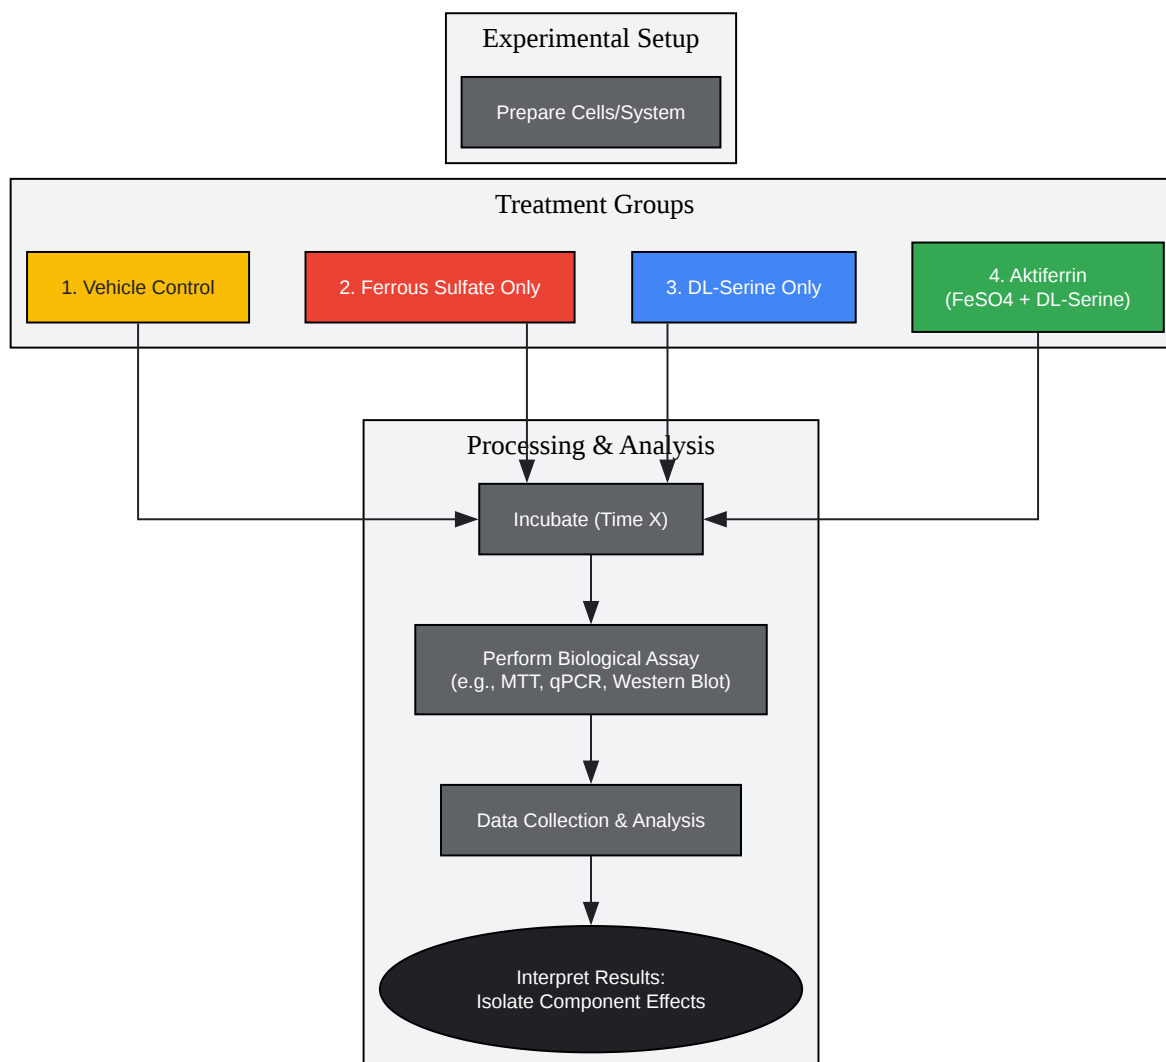 Experimental Setup
Prepare Cells/System
Treatment Groups
1. Vehicle Control
2. Ferrous Sulfate Only
3. DL-Serine Only
4. Aktiferrin
(FeSO4 + DL-Serine)
Processing & Analysis
Incubate (Time X)
Perform Biological Assay
(e.g., MTT, qPCR, Western Blot)
Data Collection & Analysis
Interpret Results:
Isolate Component Effects